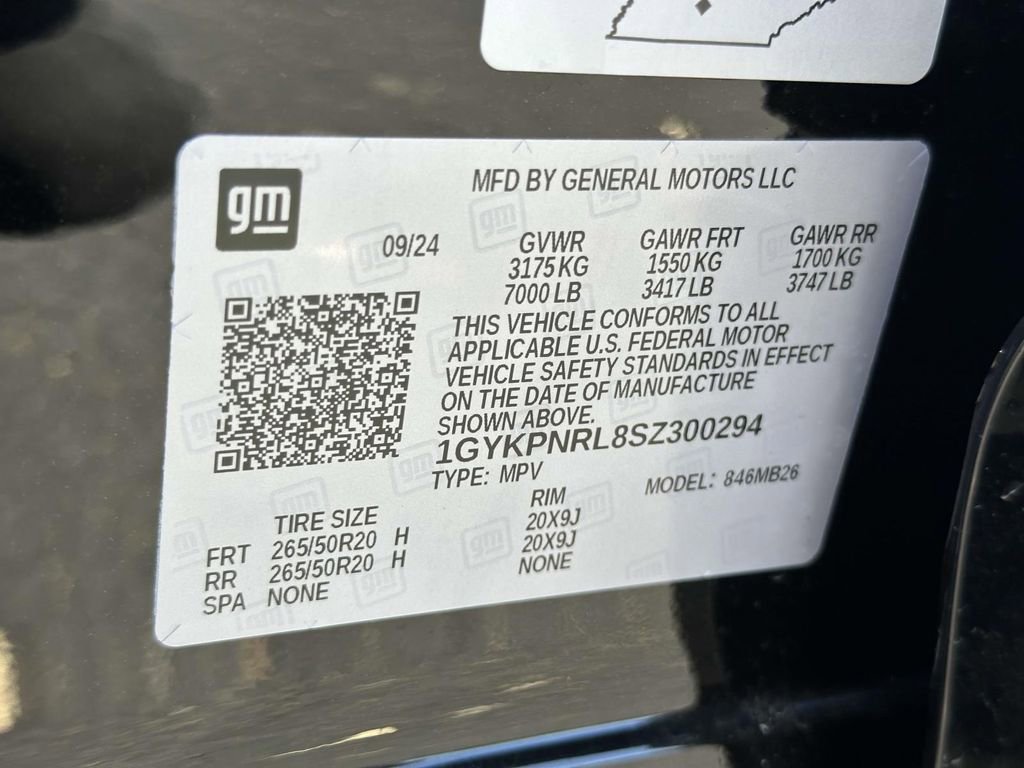 gm
MFD BY GENERAL MOTORS LLC
09/24 GVWR GAWR FRT GAWR RR
3175 KG 1550 KG 1700 KG
7000 LB 3417 LB 3747 LB
THIS VEHICLE CONFORMS TO ALL
APPLICABLE U.S. FEDERAL MOTOR
VEHICLE SAFETY STANDARDS IN EFFECT
ON THE DATE OF MANUFACTURE
SHOWN ABOVE.
1GYKPNRL8SZ300294
TYPE: MPV MODEL: 846MB26
TIRE SIZE RIM
FRT 265/50R20 H 20X9J
RR 265/50R20 H 20X9J
SPA NONE NONE